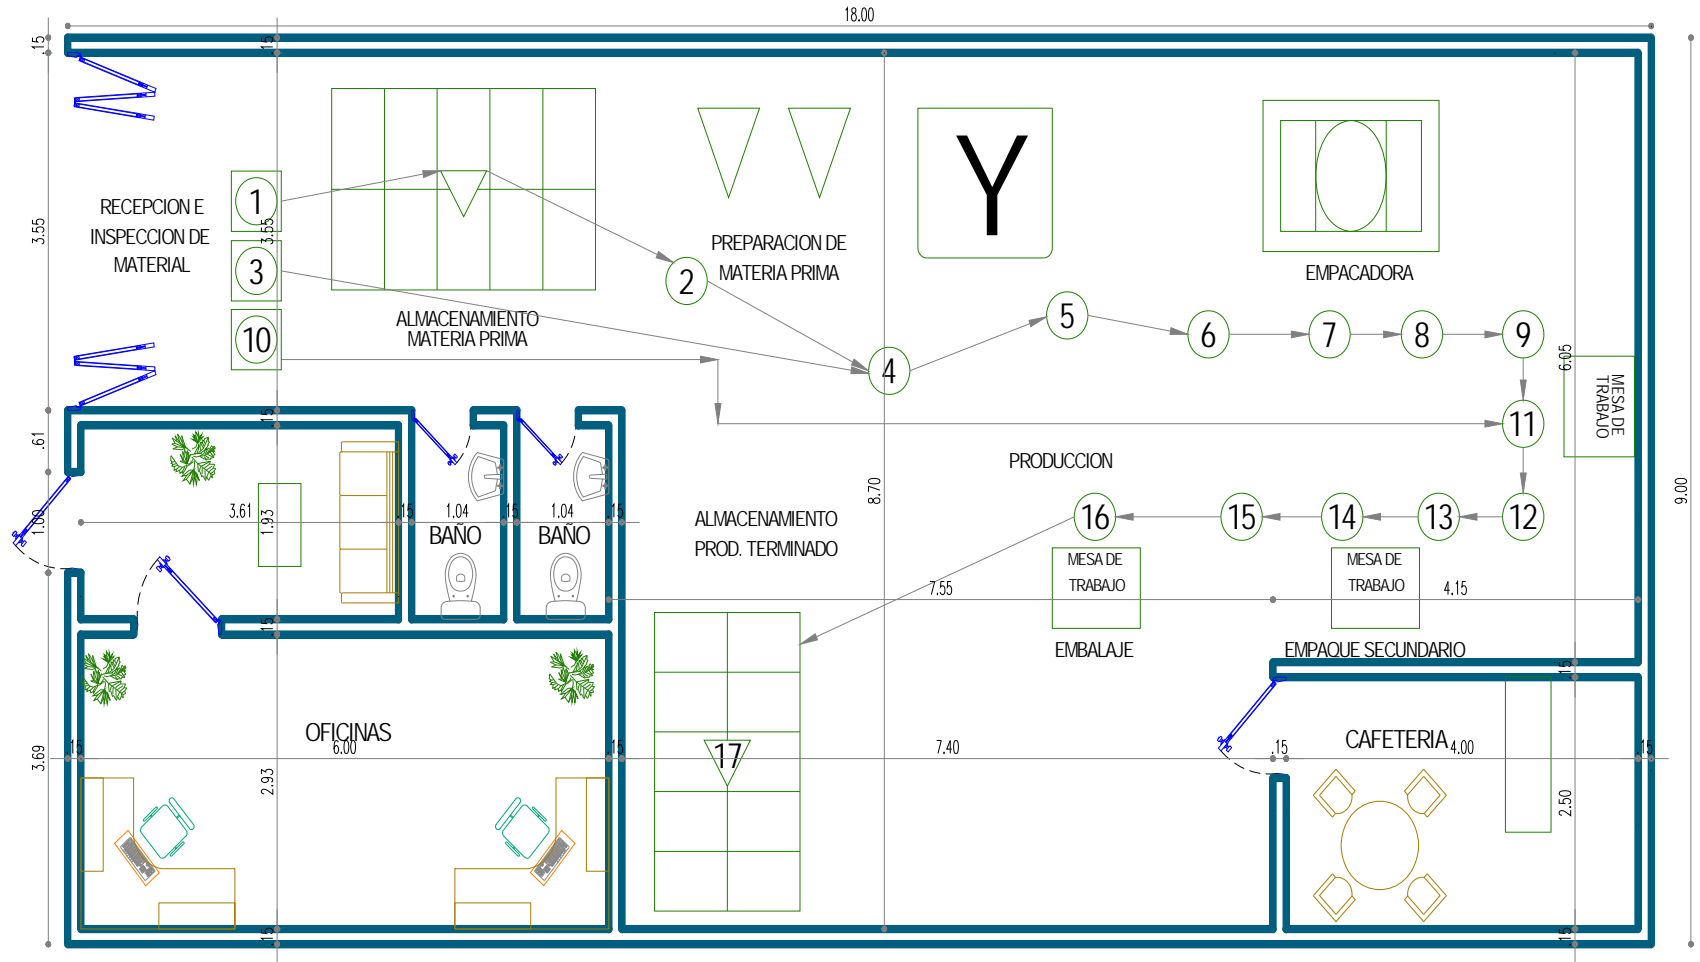 18.00
.15
.15
1
3.55
3.55
RECEPCION E
INSPECCION DE
MATERIAL
3
10
ALMACENAMIENTO
MATERIA PRIMA
2
PREPARACION DE
MATERIA PRIMA
Y
EMPACADORA
4
5
6
7
8
9
6.05
MESA DE
TRABAJO
11
.15
.61
PRODUCCION
8.70
9.00
1.00
3.61
1.93
.15
1.04
.15
1.04
.15
BAÑO
BAÑO
ALMACENAMIENTO
PROD. TERMINADO
16
15
14
13
12
MESA DE
TRABAJO
MESA DE
TRABAJO
7.55
4.15
.15
EMBALAJE
EMPAQUE SECUNDARIO
.15
OFICINAS
6.00
.15
.15
3.69
2.93
17
7.40
.15
CAFETERIA
4.00
.15
2.50
.15
.15